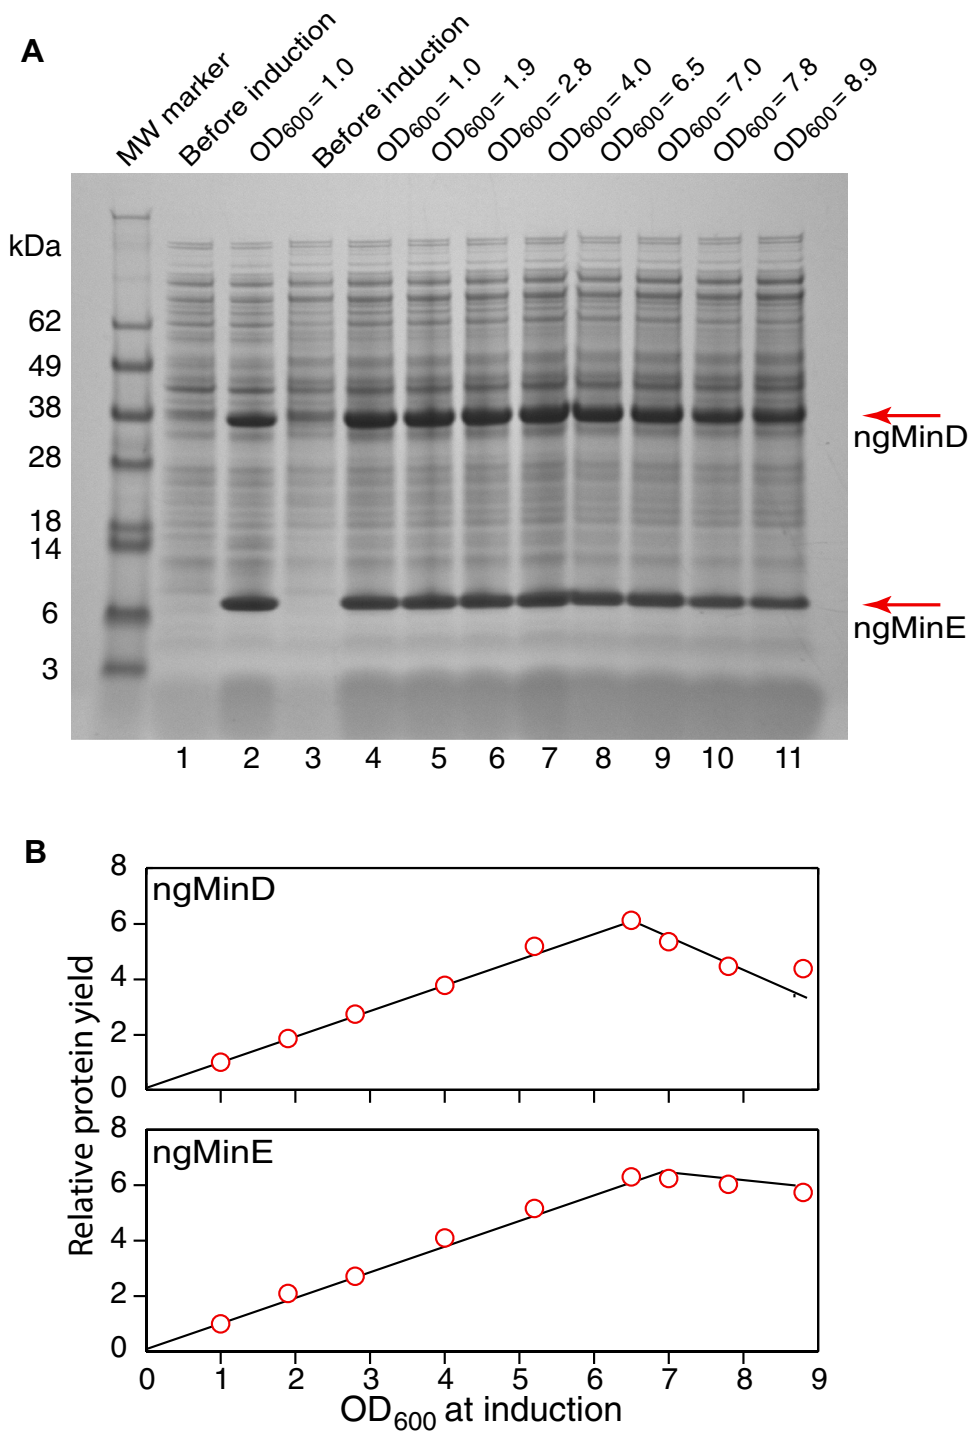 A
MW marker
Before induction
OD600 = 1.0
Before induction
OD600 = 1.0
OD600 = 1.9
OD600 = 2.8
OD600 = 4.0
OD600 = 6.5
OD600 = 7.0
OD600 = 7.8
OD600 = 8.9
kDa
62
49
38
28
18
14
6
3
ngMinD
ngMinE
1 2 3 4 5 6 7 8 9 10 11
B
ngMinD
8
6
4
2
0
ngMinE
8
6
4
2
0
Relative protein yield
0 1 2 3 4 5 6 7 8 9
OD600 at induction